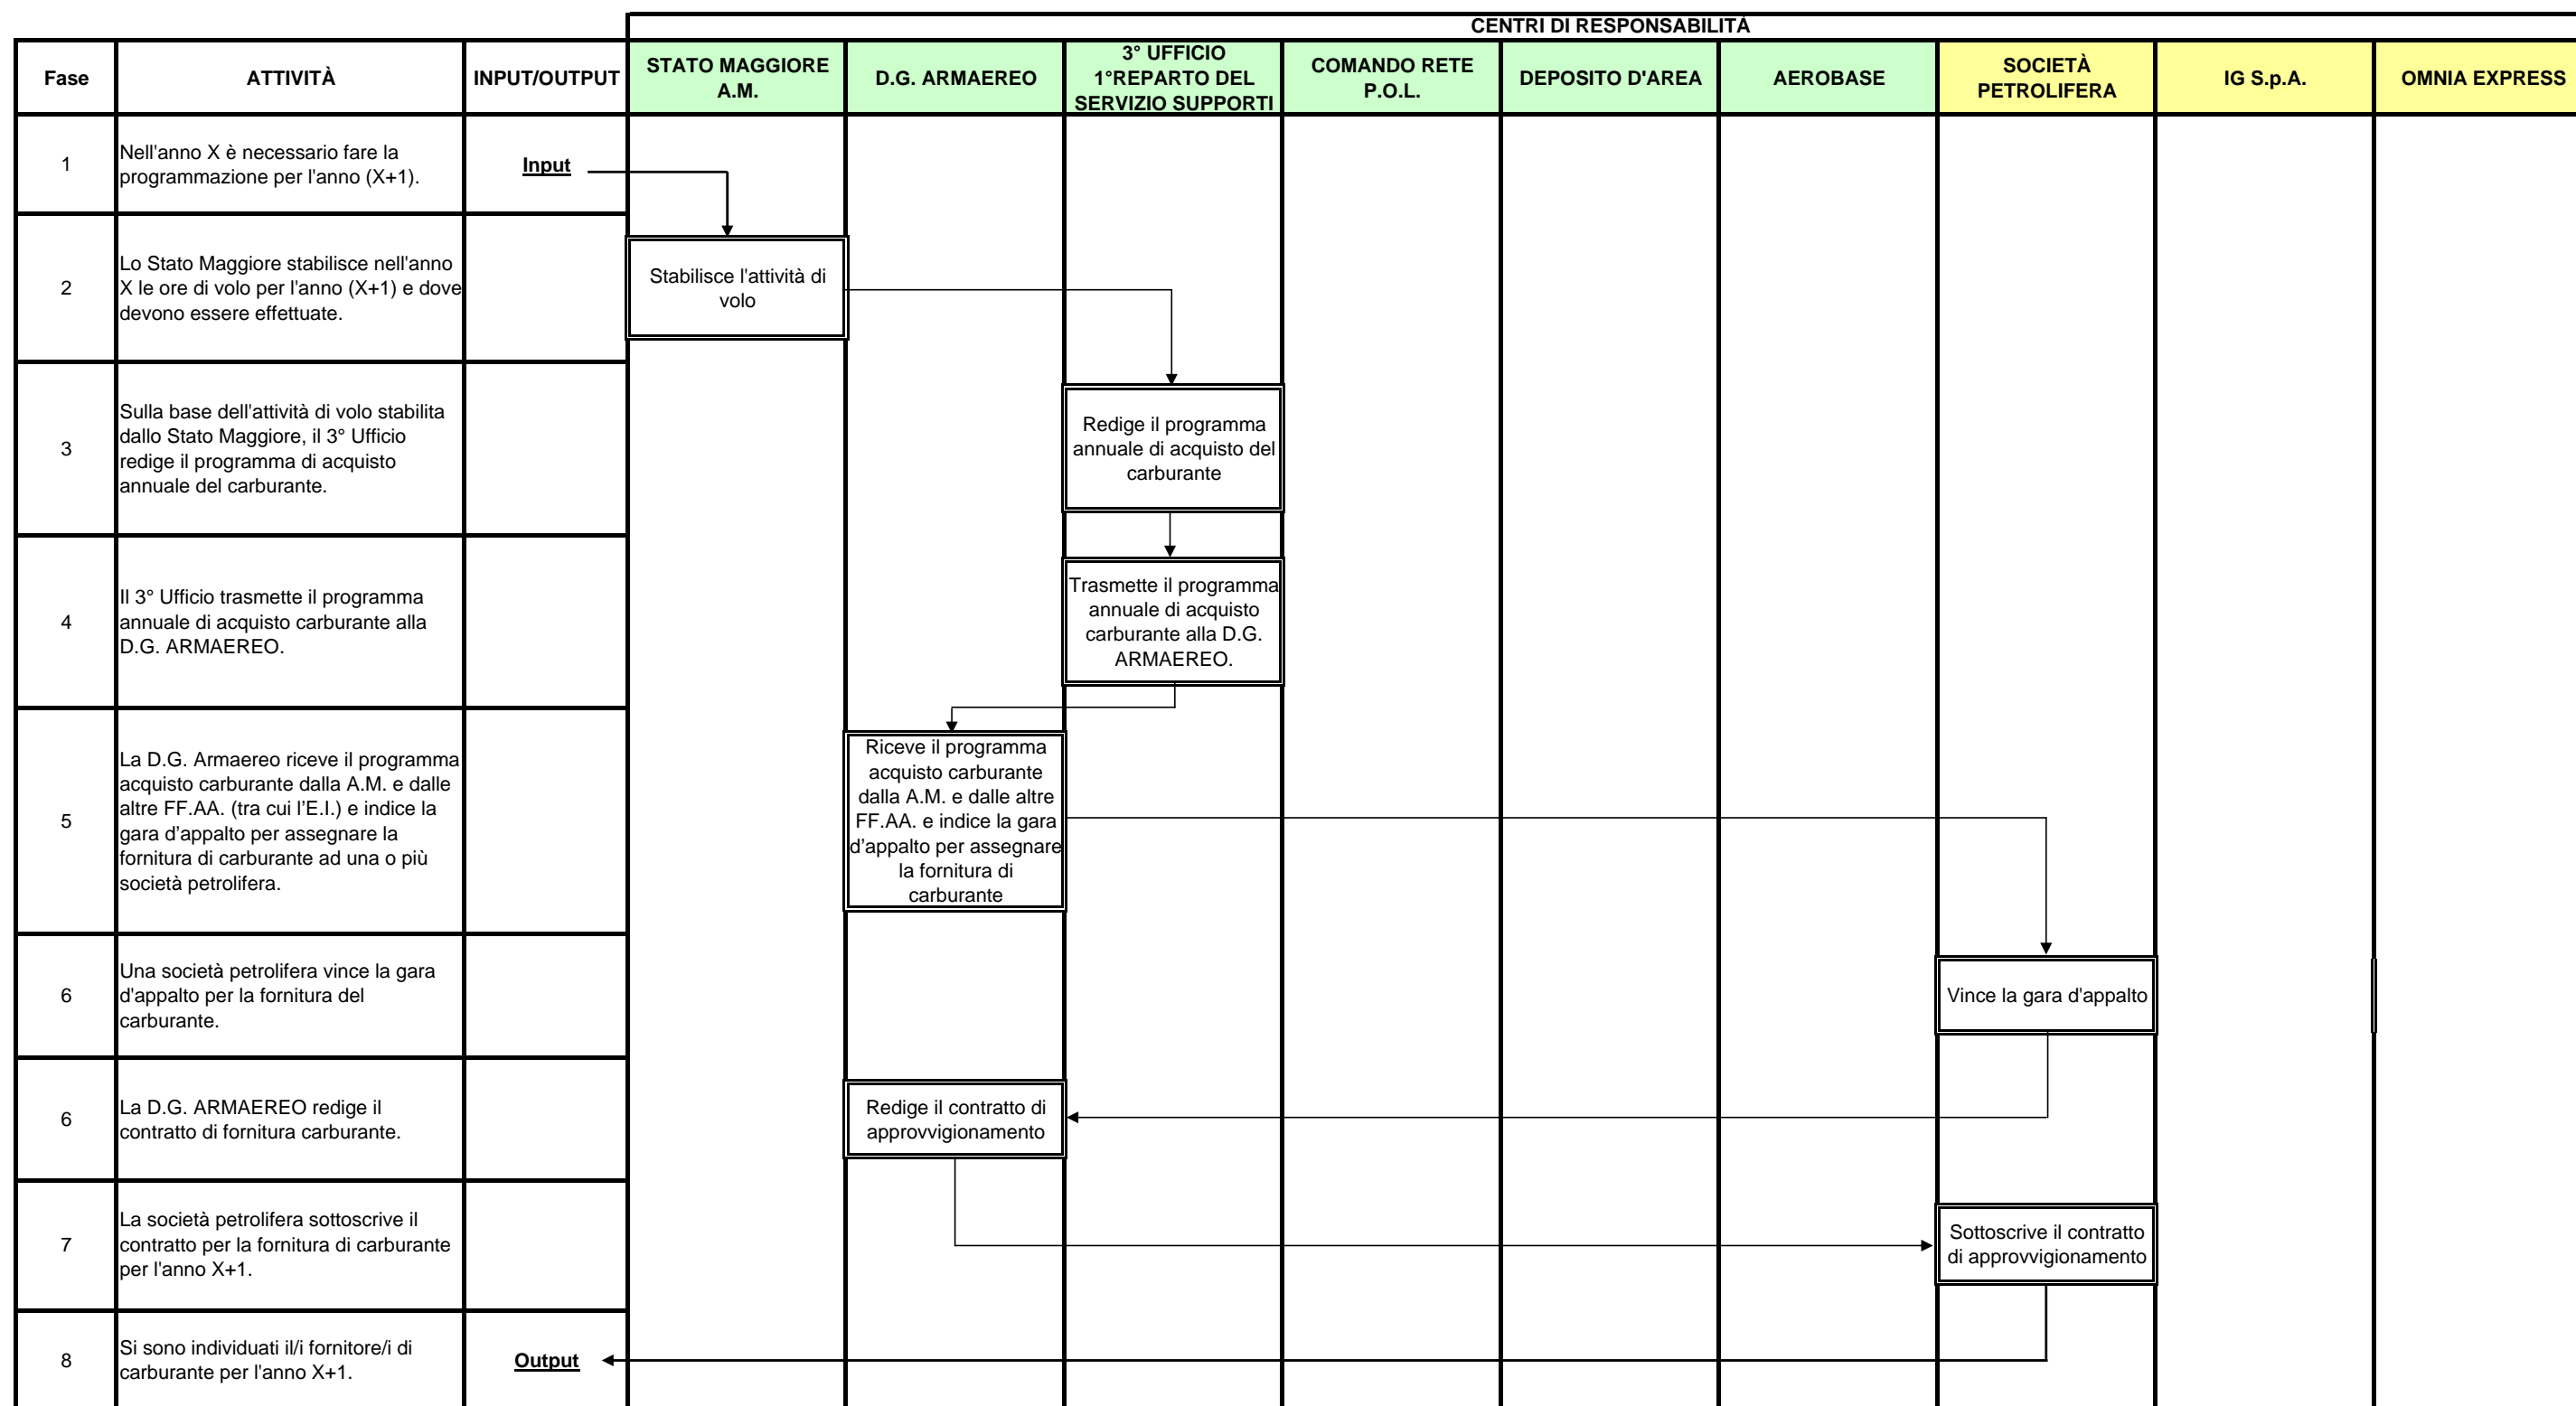 CENTRI DI RESPONSABILITÀ
Fase
ATTIVITÀ
INPUT/OUTPUT
STATO MAGGIORE
A.M.
D.G. ARMAEREO
3° UFFICIO
1°REPARTO DEL
SERVIZIO SUPPORTI
COMANDO RETE
P.O.L.
DEPOSITO D'AREA
AEROBASE
SOCIETÀ
PETROLIFERA
IG S.p.A.
OMNIA EXPRESS
1
Nell'anno X è necessario fare la
programmazione per l'anno (X+1).
Input
2
Lo Stato Maggiore stabilisce nell'anno
X le ore di volo per l'anno (X+1) e dove
devono essere effettuate.
Stabilisce l'attività di
volo
3
Sulla base dell'attività di volo stabilita
dallo Stato Maggiore, il 3° Ufficio
redige il programma di acquisto
annuale del carburante.
Redige il programma
annuale di acquisto del
carburante
4
Il 3° Ufficio trasmette il programma
annuale di acquisto carburante alla
D.G. ARMAEREO.
Trasmette il programma
annuale di acquisto
carburante alla D.G.
ARMAEREO.
5
La D.G. Armaereo riceve il programma
acquisto carburante dalla A.M. e dalle
altre FF.AA. (tra cui l'E.I.) e indice la
gara d’appalto per assegnare la
fornitura di carburante ad una o più
società petrolifera.
Riceve il programma
acquisto carburante
dalla A.M. e dalle altre
FF.AA. e indice la gara
d’appalto per assegnare
la fornitura di
carburante
6
Una società petrolifera vince la gara
d'appalto per la fornitura del
carburante.
Vince la gara d'appalto
6
La D.G. ARMAEREO redige il
contratto di fornitura carburante.
Redige il contratto di
approvvigionamento
7
La società petrolifera sottoscrive il
contratto per la fornitura di carburante
per l'anno X+1.
Sottoscrive il contratto
di approvvigionamento
8
Si sono individuati il/i fornitore/i di
carburante per l'anno X+1.
Output